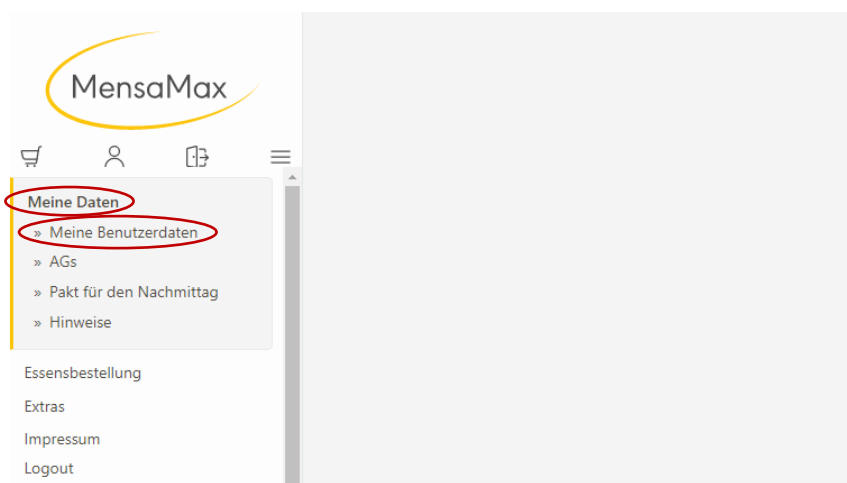 MensaMax
Meine Daten
» Meine Benutzerdaten
» AGs
» Pakt für den Nachmittag
» Hinweise
Essensbestellung
Extras
Impressum
Logout